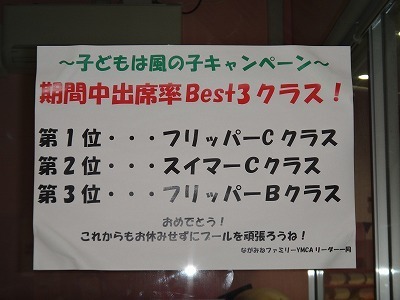 ～子どもは風の子キャンペーン～
期間中出席率Best３クラス！
第１位・・・フリッパーCクラス
第２位・・・スイマーCクラス
第３位・・・フリッパーBクラス
おめでとう！
これからもお休みせずにプールを頑張ろうね！
ながみねファミリーYMCA リーダー一同